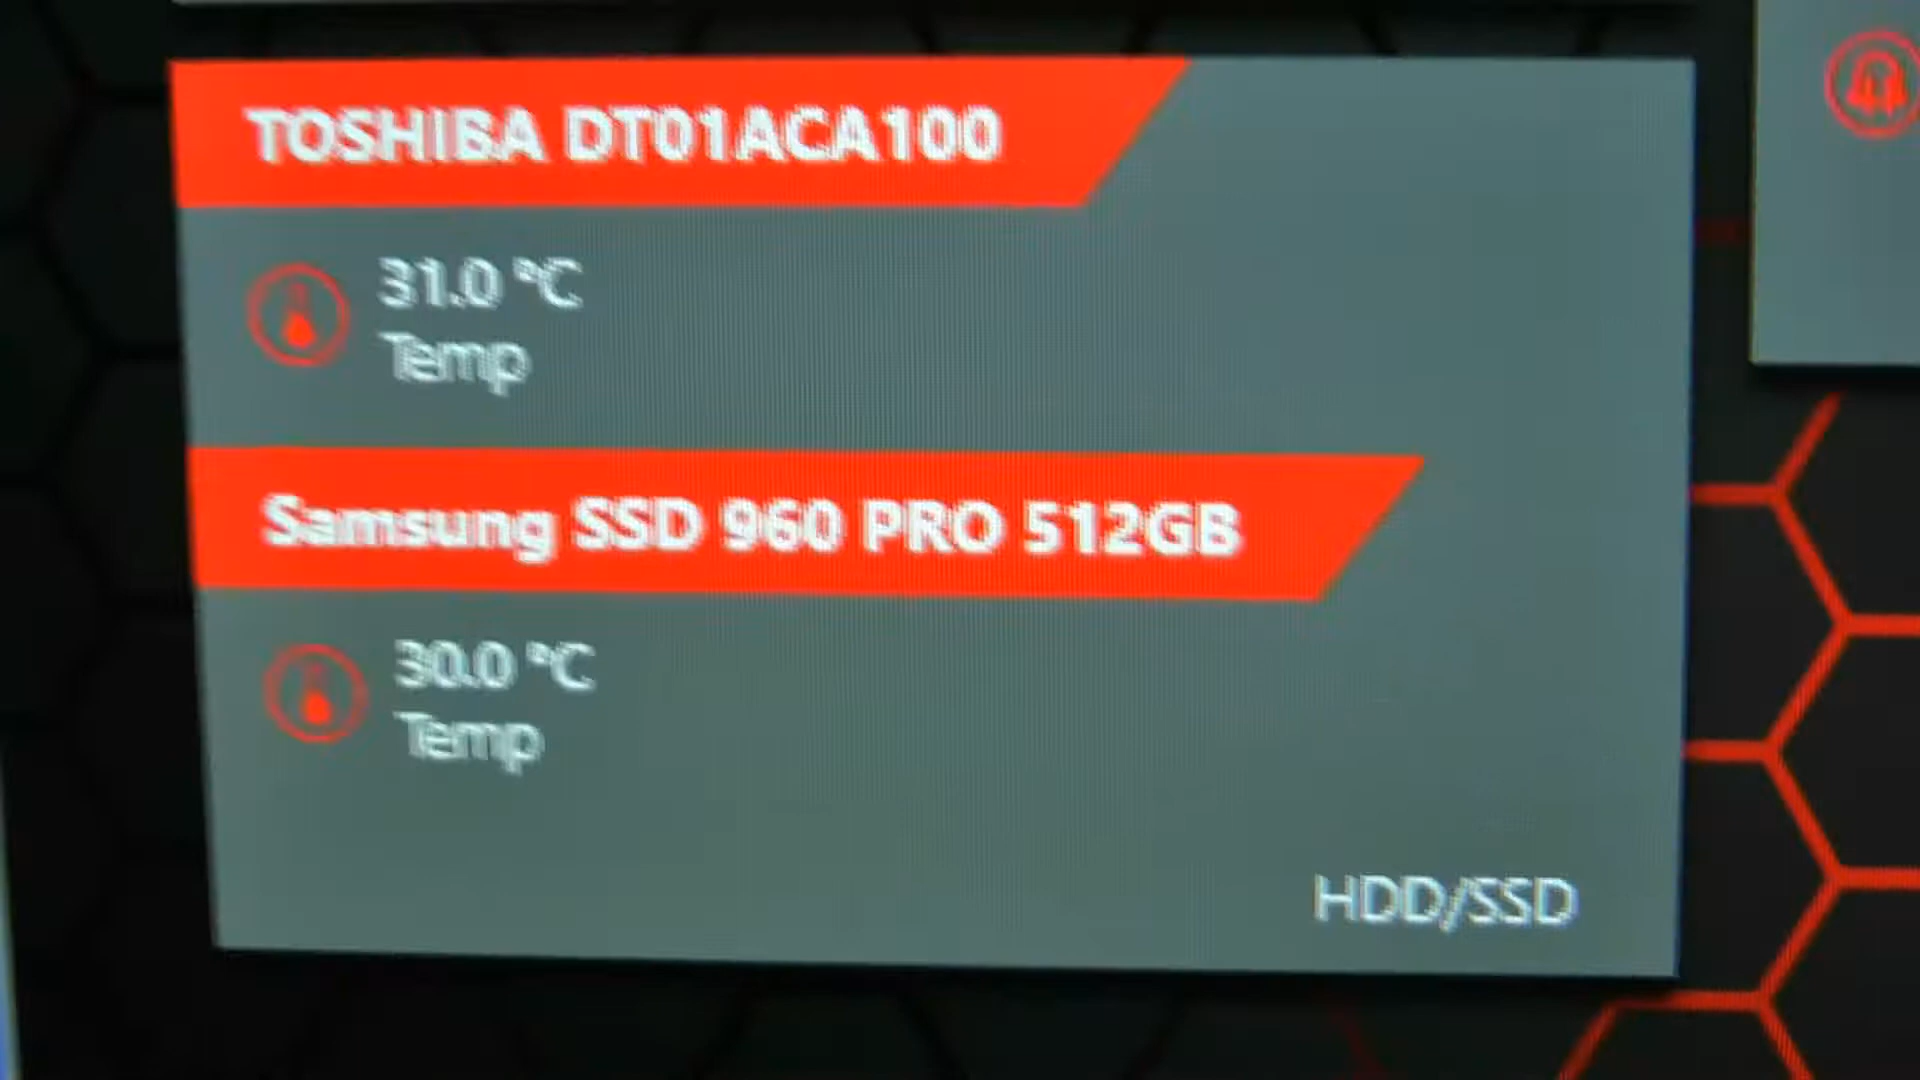 TOSHIBA DT01ACA100
31.0 °C
Temp
Samsung SSD 960 PRO 512GB
30.0 °C
Temp
HDD/SSD